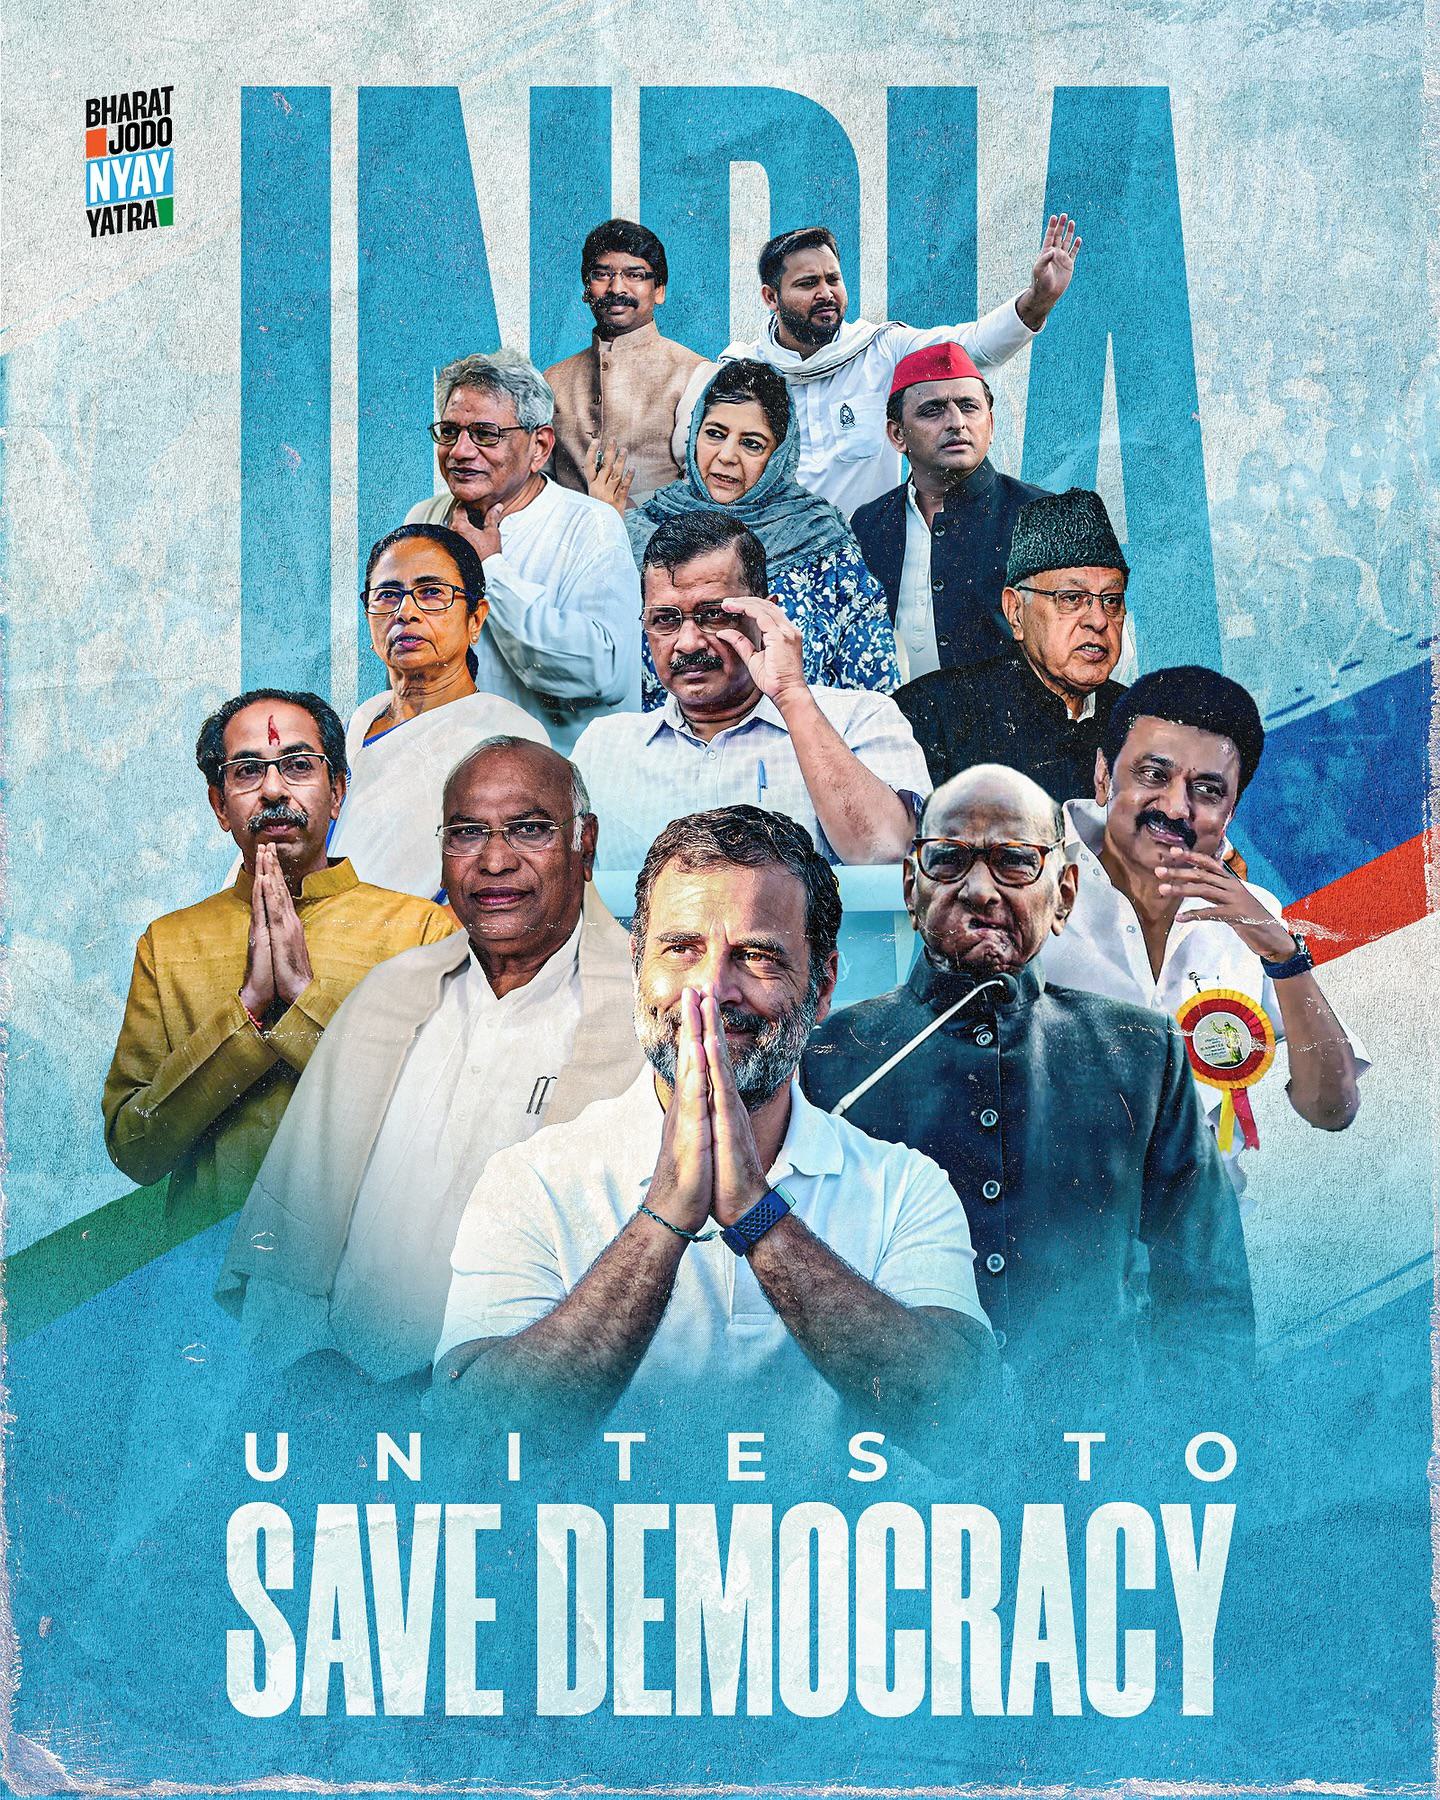 BHARAT
JODO
NYAY
YATRA
INDIA
UNITES TO
SAVE DEMOCRACY